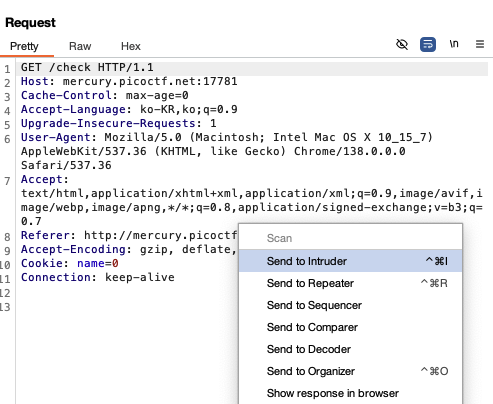 Request
Pretty Raw Hex \n
1 GET /check HTTP/1.1
2 Host: mercury.picoctf.net:17781
3 Cache-Control: max-age=0
4 Accept-Language: ko-KR,ko;q=0.9
5 Upgrade-Insecure-Requests: 1
6 User-Agent: Mozilla/5.0 (Macintosh; Intel Mac OS X 10_15_7)
AppleWebKit/537.36 (KHTML, like Gecko) Chrome/138.0.0.0
Safari/537.36
7 Accept:
text/html,application/xhtml+xml,application/xml;q=0.9,image/avif,i
mage/webp,image/apng,*/*;q=0.8,application/signed-exchange;v=b3;q=
0.7
8 Referer: http://mercury.picoctf
9 Accept-Encoding: gzip, deflate,
10 Cookie: name=0
11 Connection: keep-alive
12
13
Scan
Send to Intruder ^⌘I
Send to Repeater ^⌘R
Send to Sequencer
Send to Comparer
Send to Decoder
Send to Organizer ^⌘O
Show response in browser